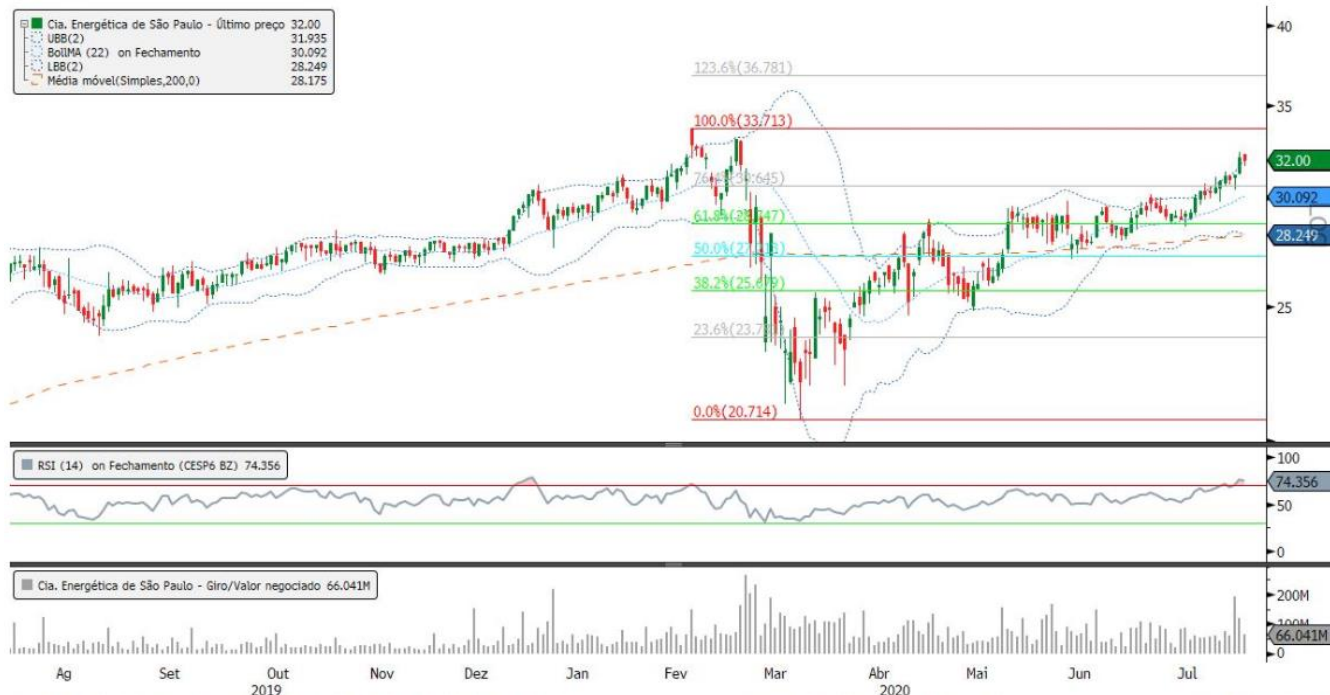 Cia. Energética de São Paulo - Último preço 32.00
UBB(2) 31.935
BollMA (22) on Fechamento 30.092
LBB(2) 28.249
Média móvel(Simples,200,0) 28.175
40
123.6%(36.781)
35
100.0%(33.713)
32.00
30.092
61.8%
28.249
50.0%
38.2%
25
23.6%
0.0%(20.714)
RSI (14) on Fechamento (CESP6 BZ) 74.356
100
74.356
50
0
Cia. Energética de São Paulo - Giro/Valor negociado 66.041M
200M
100M
66.041M
0
Ag Set Out Nov Dez Jan Fev Mar Abr Mai Jun Jul
2019 2020